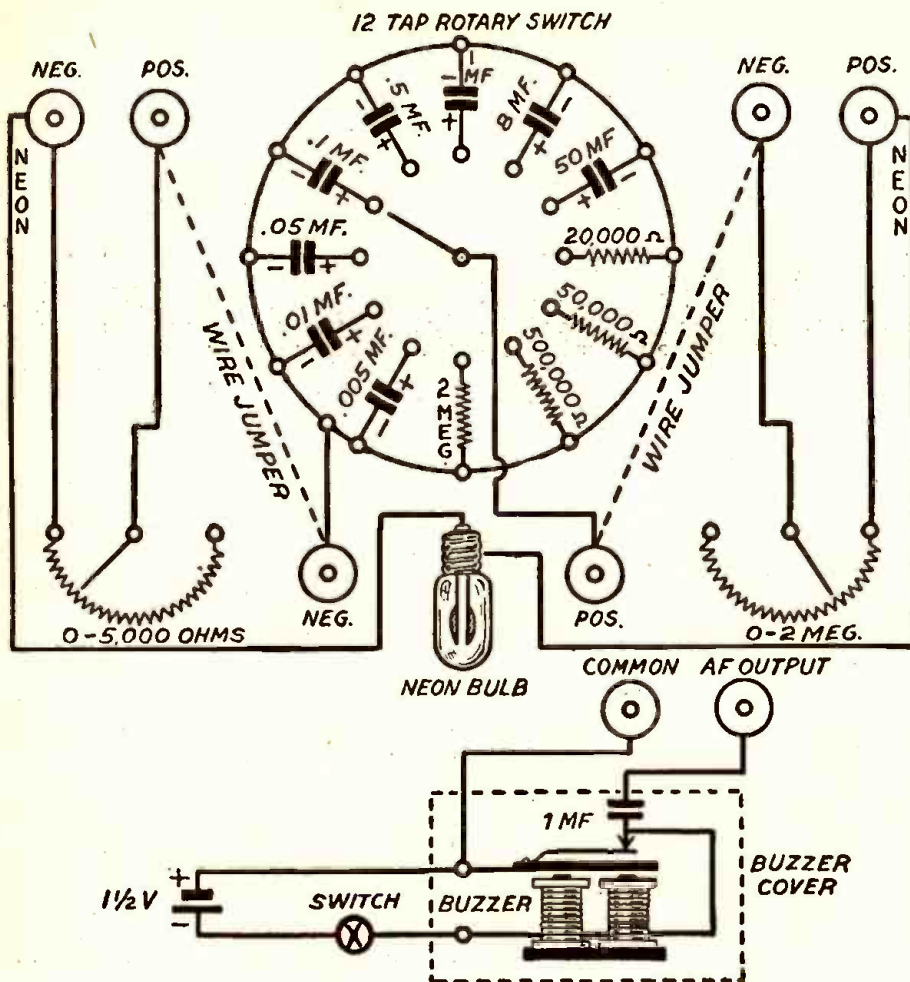 12 TAP ROTARY SWITCH
NEG.
POS.
NEG.
POS.
NEON
NEON
1 MF
.5 MF.
8 MF.
.1 MF.
50 MF
.05 MF.
20,000 Ω
.01 MF.
50,000 Ω
.005 MF.
2 MEG
500,000 Ω
WIRE JUMPER
WIRE JUMPER
0-5,000 OHMS
NEG.
POS.
0-2 MEG.
NEON BULB
COMMON
AF OUTPUT
1 MF
1½ V
SWITCH
BUZZER
BUZZER
COVER